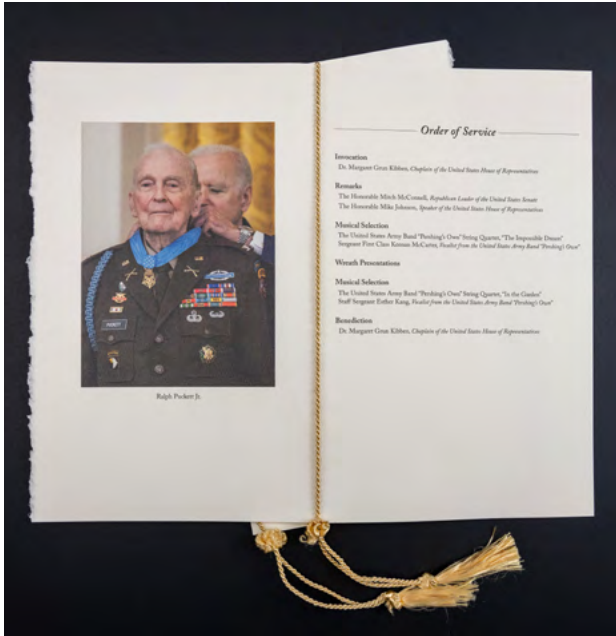 PUCKETT
Ralph Puckett Jr.
Order of Service
Invocation
Dr. Margaret Grun Kibben, Chaplain of the United States House of Representatives
Remarks
The Honorable Mitch McConnell, Republican Leader of the United States Senate
The Honorable Mike Johnson, Speaker of the United States House of Representatives
Musical Selection
The United States Army Band "Pershing's Own" String Quartet, "The Impossible Dream"
Sergeant First Class Kannan McCarter, Vocalist from the United States Army Band "Pershing's Own"
Wreath Presentations
Musical Selection
The United States Army Band "Pershing's Own" String Quartet, "In the Garden"
Staff Sergeant Esther Kang, Vocalist from the United States Army Band "Pershing's Own"
Benediction
Dr. Margaret Grun Kibben, Chaplain of the United States House of Representatives